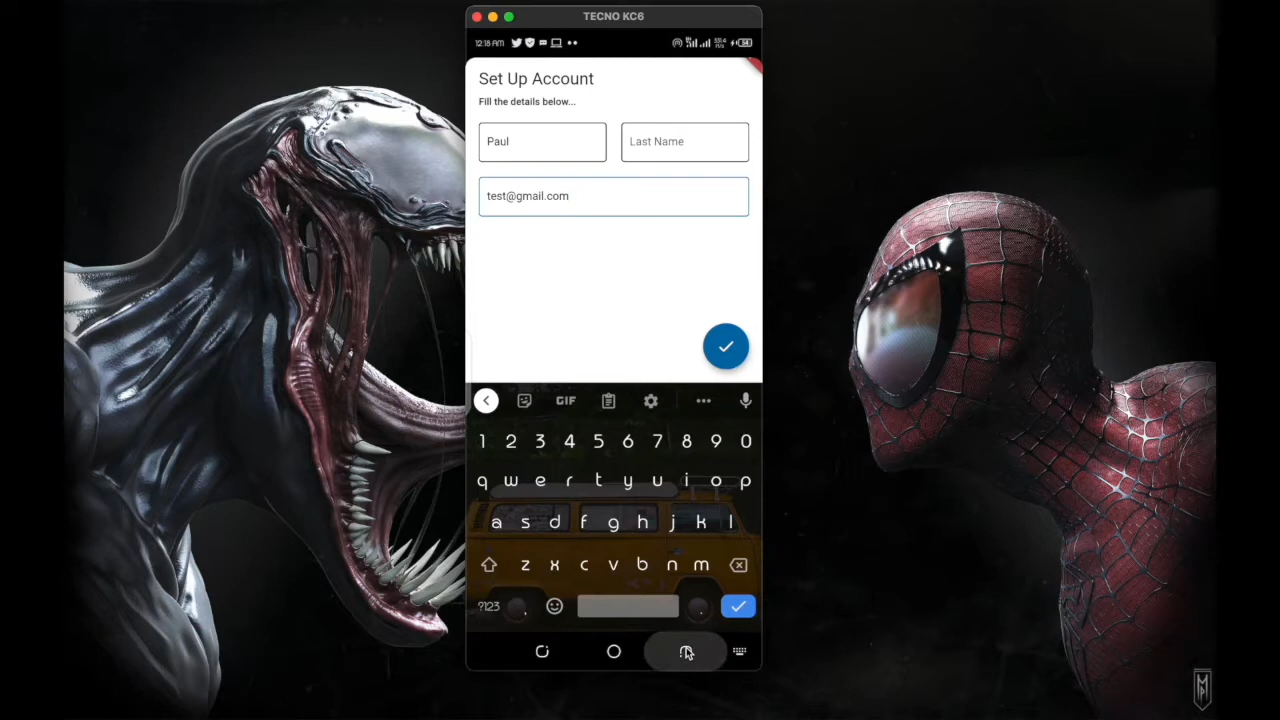 TECNO KC6
12:18 AM
Set Up Account
Fill the details below...
Paul
Last Name
test@gmail.com
GIF
1 2 3 4 5 6 7 8 9 0
q w e r t y u i o p
a s d f g h j k l
z x c v b n m
?123 , .